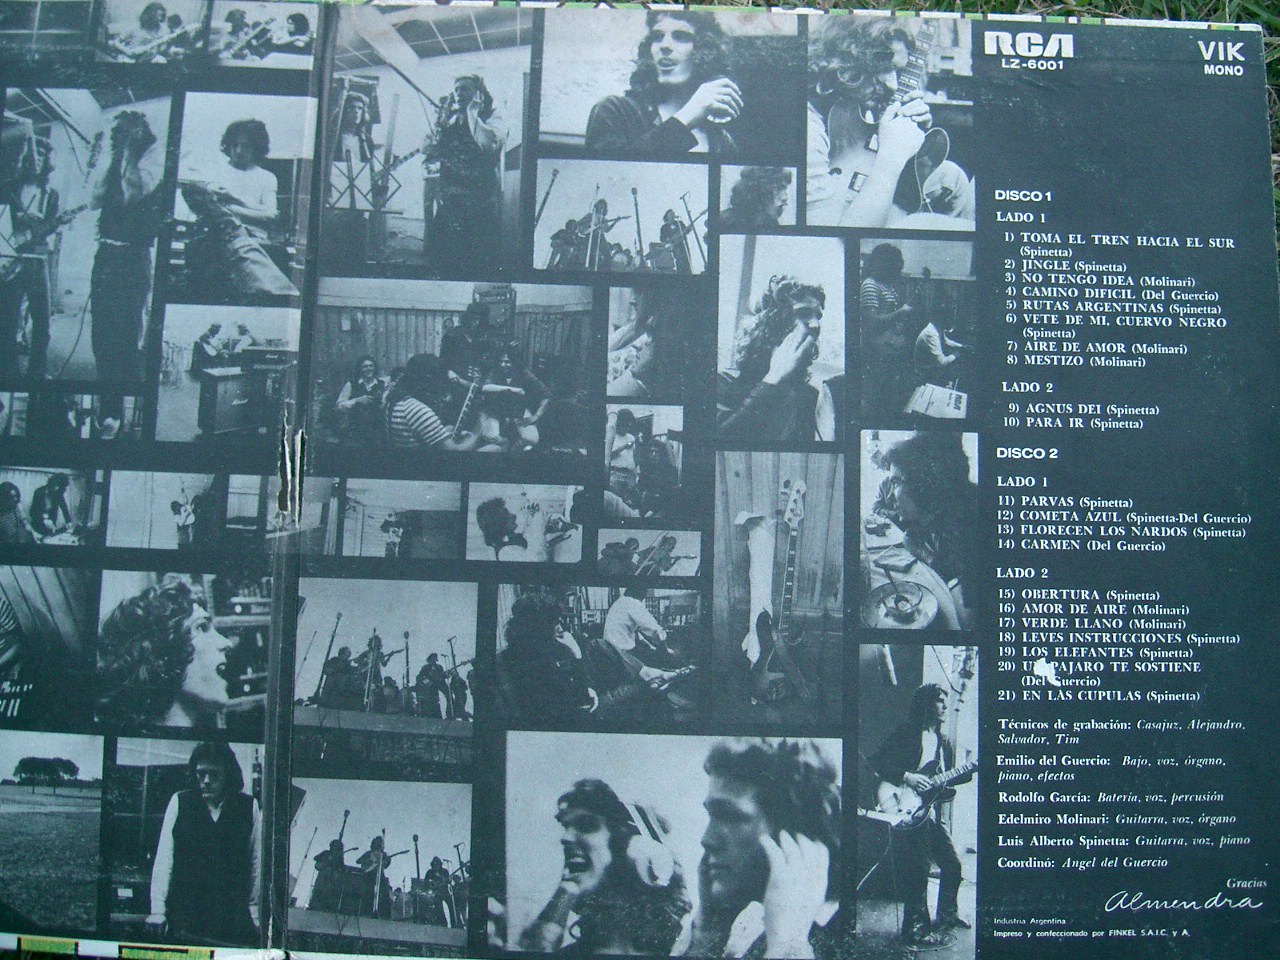 RCA
LZ-6001
VIK
MONO
DISCO 1
LADO 1
1) TOMA EL TREN HACIA EL SUR
(Spinetta)
2) JINGLE (Spinetta)
3) NO TENGO IDEA (Molinari)
4) CAMINO DIFICIL (Del Guercio)
5) RUTAS ARGENTINAS (Spinetta)
6) VETE DE MI, CUERVO NEGRO
(Spinetta)
7) AIRE DE AMOR (Molinari)
8) MESTIZO (Molinari)
LADO 2
9) AGNUS DEI (Spinetta)
10) PARA IR (Spinetta)
DISCO 2
LADO 1
11) PARVAS (Spinetta)
12) COMETA AZUL (Spinetta-Del Guercio)
13) FLORECEN LOS NARDOS (Spinetta)
14) CARMEN (Del Guercio)
LADO 2
15) OBERTURA (Spinetta)
16) AMOR DE AIRE (Molinari)
17) VERDE LLANO (Molinari)
18) LEVES INSTRUCCIONES (Spinetta)
19) LOS ELEFANTES (Spinetta)
20) UN PAJARO TE SOSTIENE
(Del Guercio)
21) EN LAS CUPULAS (Spinetta)
Técnicos de grabación: Casajuz, Alejandro,
Salvador, Tim
Emilio del Guercio: Bajo, voz, órgano,
piano, efectos
Rodolfo García: Batería, voz, percusión
Edelmiro Molinari: Guitarra, voz, órgano
Luis Alberto Spinetta: Guitarra, voz, piano
Coordinó: Angel del Guercio
Gracias
Almendra
Industria Argentina
Impreso y confeccionado por FINKEL S.A.I.C. y A.
RCA